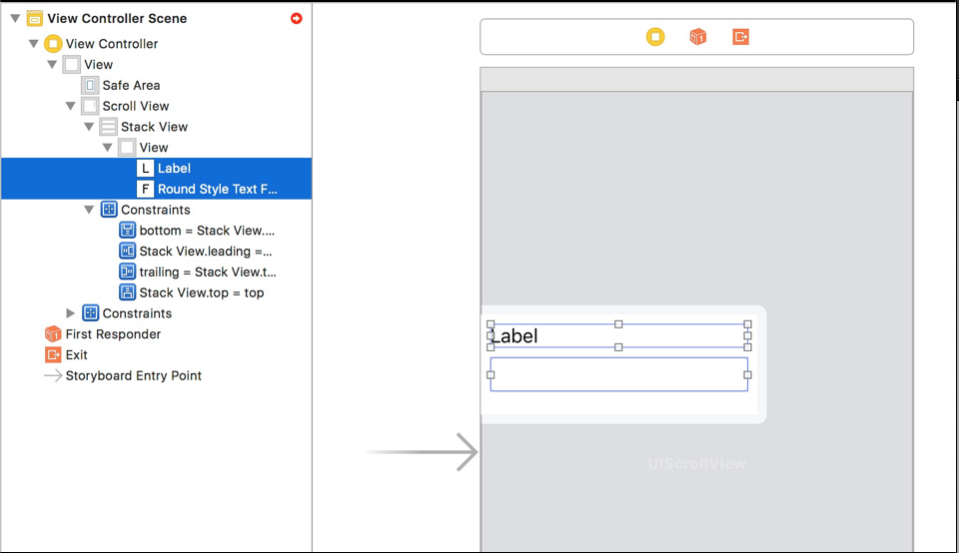 View Controller Scene
View Controller
View
Safe Area
Scroll View
Stack View
View
L Label
F Round Style Text F...
Constraints
bottom = Stack View....
Stack View.leading =...
trailing = Stack View.t...
Stack View.top = top
Constraints
First Responder
Exit
Storyboard Entry Point
Label
UIScrollView